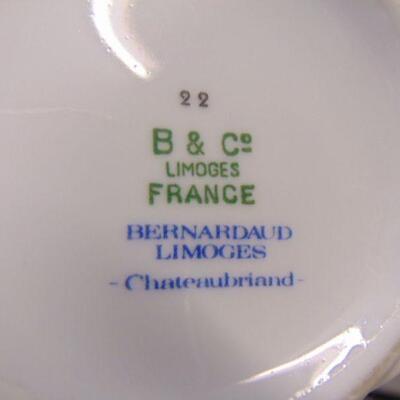 22
B & Cº
LIMOGES
FRANCE
BERNARDAUD
LIMOGES
- Chateaubriand -